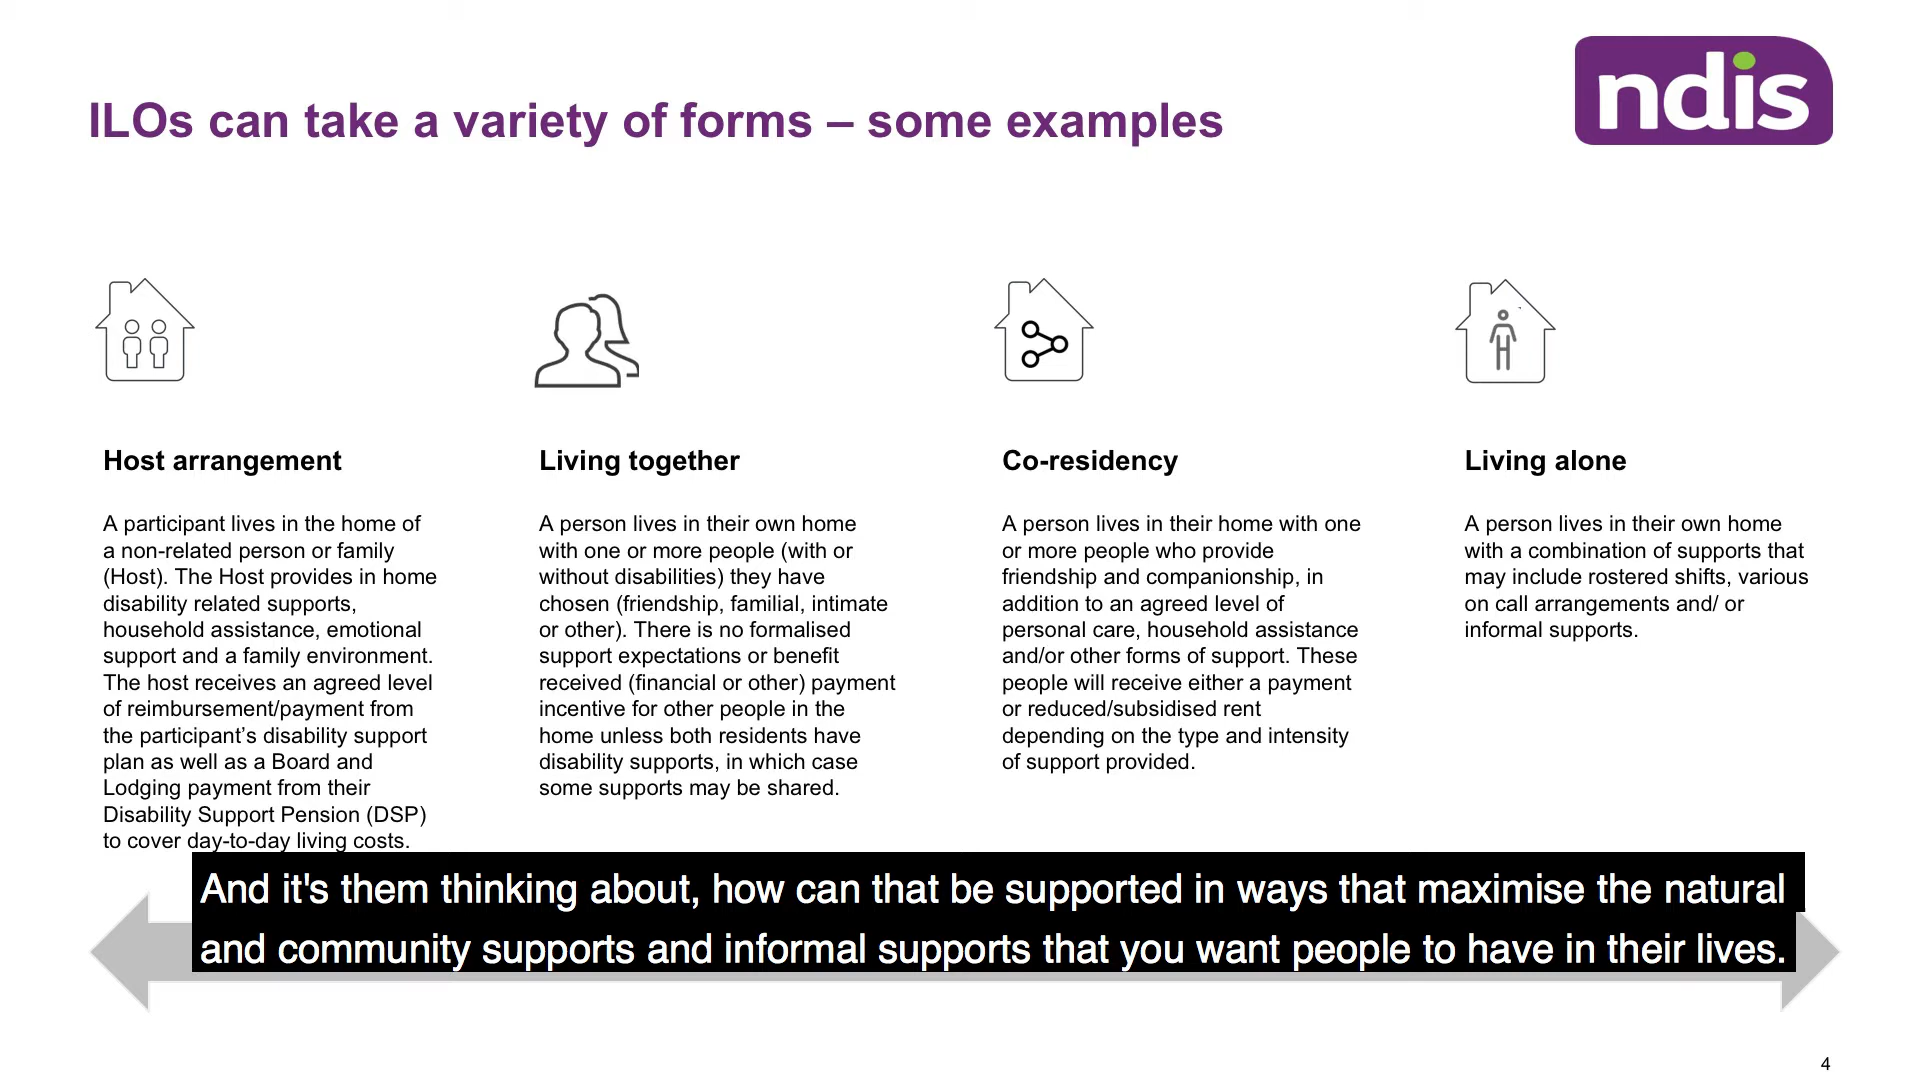 ILOs can take a variety of forms – some examples
ndis
Host arrangement
A participant lives in the home of
a non-related person or family
(Host). The Host provides in home
disability related supports,
household assistance, emotional
support and a family environment.
The host receives an agreed level
of reimbursement/payment from
the participant’s disability support
plan as well as a Board and
Lodging payment from their
Disability Support Pension (DSP)
to cover day-to-day living costs.
Living together
A person lives in their own home
with one or more people (with or
without disabilities) they have
chosen (friendship, familial, intimate
or other). There is no formalised
support expectations or benefit
received (financial or other) payment
incentive for other people in the
home unless both residents have
disability supports, in which case
some supports may be shared.
Co-residency
A person lives in their home with one
or more people who provide
friendship and companionship, in
addition to an agreed level of
personal care, household assistance
and/or other forms of support. These
people will receive either a payment
or reduced/subsidised rent
depending on the type and intensity
of support provided.
Living alone
A person lives in their own home
with a combination of supports that
may include rostered shifts, various
on call arrangements and/ or
informal supports.
And it's them thinking about, how can that be supported in ways that maximise the natural
and community supports and informal supports that you want people to have in their lives.
4